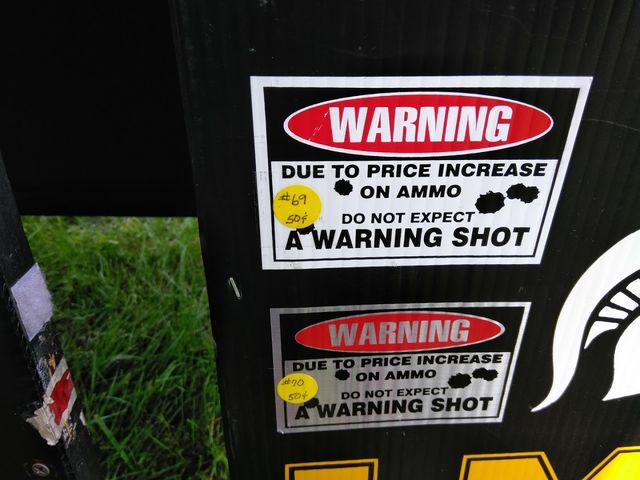 WARNING
DUE TO PRICE INCREASE
ON AMMO
#69
50¢
DO NOT EXPECT
A WARNING SHOT
WARNING
DUE TO PRICE INCREASE
ON AMMO
#70
50¢
DO NOT EXPECT
A WARNING SHOT